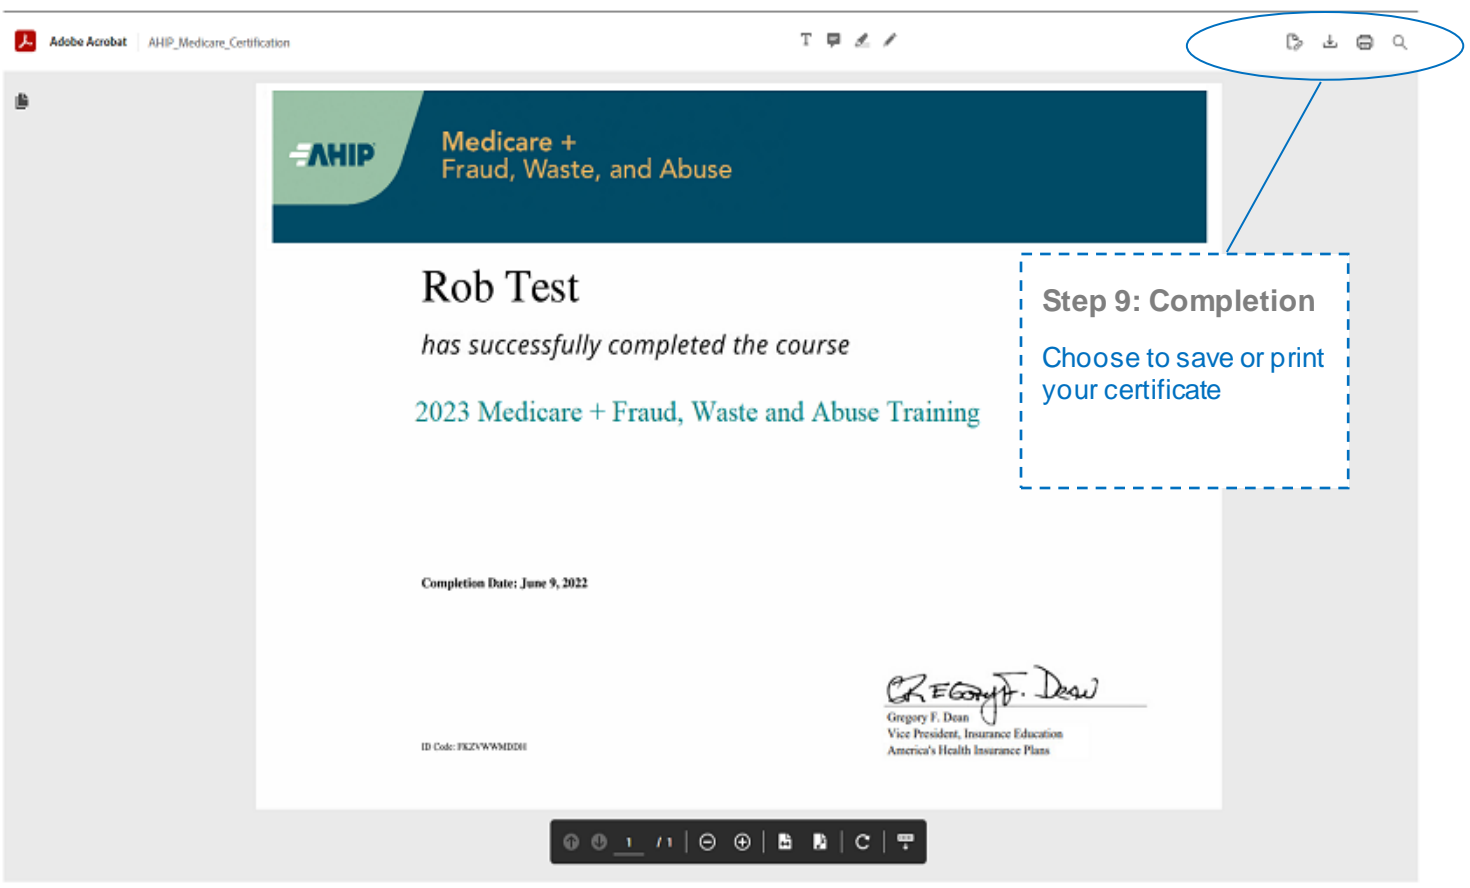 Adobe Acrobat AHIP_Medicare_Certification
AHIP
Medicare +
Fraud, Waste, and Abuse
Rob Test
has successfully completed the course
2023 Medicare + Fraud, Waste and Abuse Training
Step 9: Completion
Choose to save or print
your certificate
Completion Date: June 9, 2022
Gregory F. Dean
Gregory F. Dean
Vice President, Insurance Education
America's Health Insurance Plans
ID Code:
1 / 1